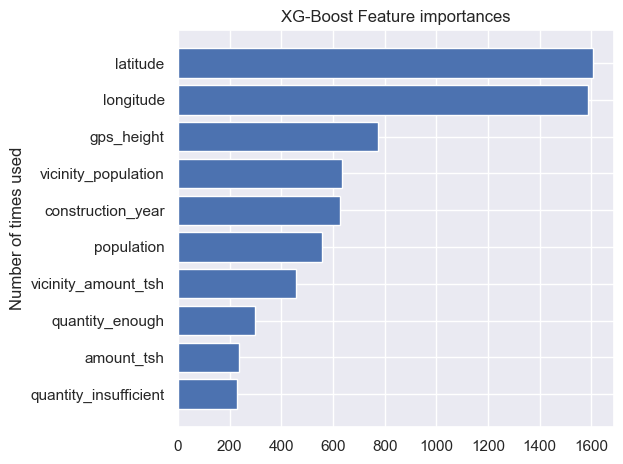 XG-Boost Feature importances
Number of times used
latitude
longitude
gps_height
vicinity_population
construction_year
population
vicinity_amount_tsh
quantity_enough
amount_tsh
quantity_insufficient
0 200 400 600 800 1000 1200 1400 1600